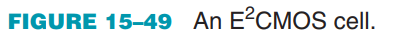 FIGURE 15–49 An E²CMOS cell.